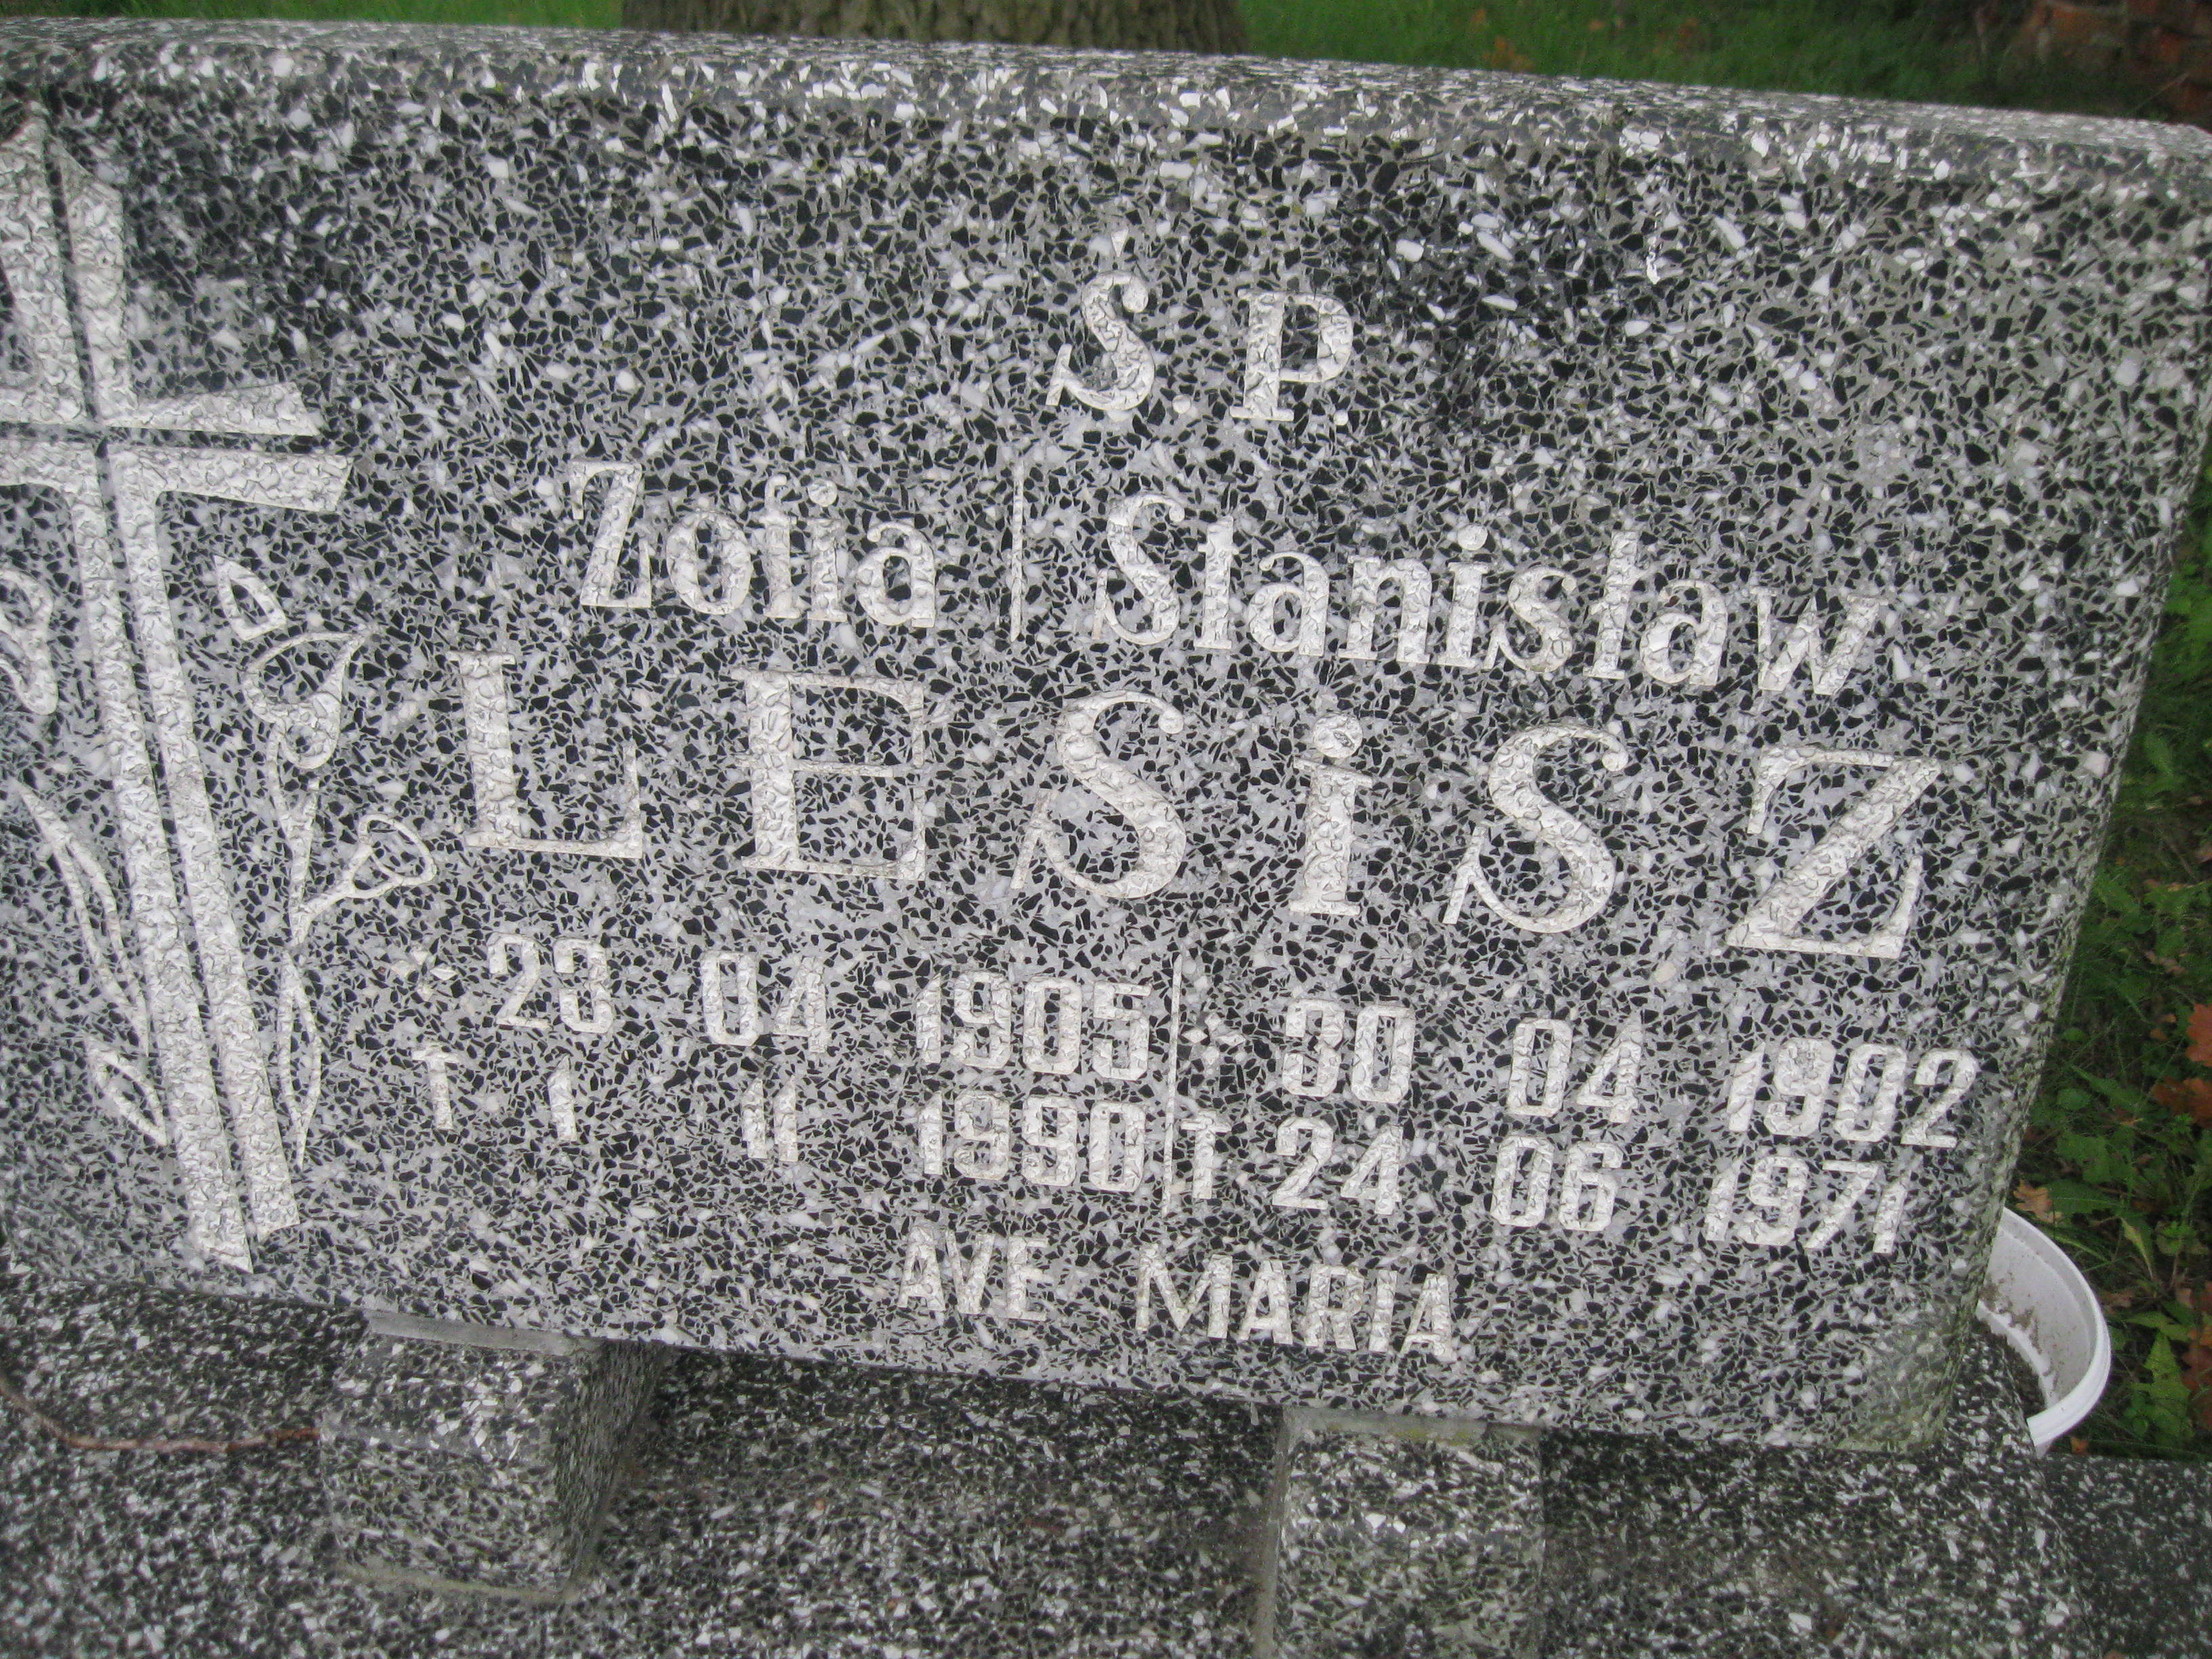 Ś.P.
Zofia | Stanisław
LESiSZ
* 23 04 1905 | * 30 04 1902
† 1 11 1990 | † 24 06 1971
AVE MARIA